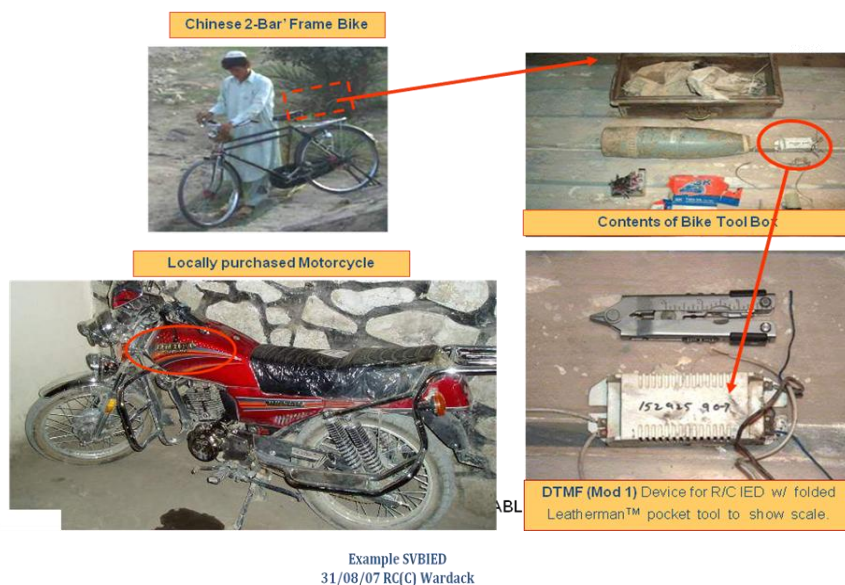 Chinese 2-Bar' Frame Bike
Contents of Bike Tool Box
Locally purchased Motorcycle
152925 907
ABL
DTMF (Mod 1) Device for R/C IED w/ folded
Leatherman™ pocket tool to show scale.
Example SVBIED
31/08/07 RC(C) Wardack